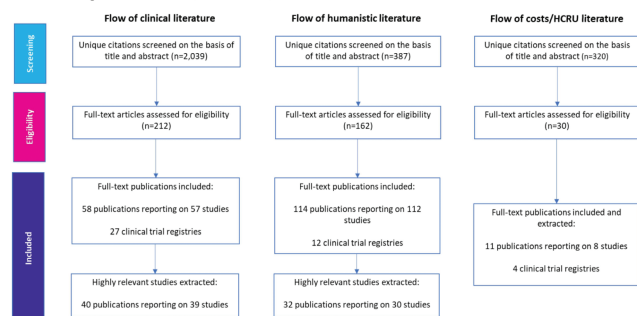 Flow of clinical literature
Flow of humanistic literature
Flow of costs/HCRU literature
Screening
Unique citations screened on the basis of
title and abstract (n=2,039)
Unique citations screened on the basis
of title and abstract (n=387)
Unique citations screened on the basis
of title and abstract (n=320)
Eligibility
Full-text articles assessed for eligibility
(n=212)
Full-text articles assessed for eligibility
(n=162)
Full-text articles assessed for eligibility
(n=30)
Included
Full-text publications included:
58 publications reporting on 57 studies
27 clinical trial registries
Full-text publications included:
114 publications reporting on 112
studies
12 clinical trial registries
Full-text publications included and
extracted:
11 publications reporting on 8 studies
4 clinical trial registries
Highly relevant studies extracted:
40 publications reporting on 39 studies
Highly relevant studies extracted:
32 publications reporting on 30 studies